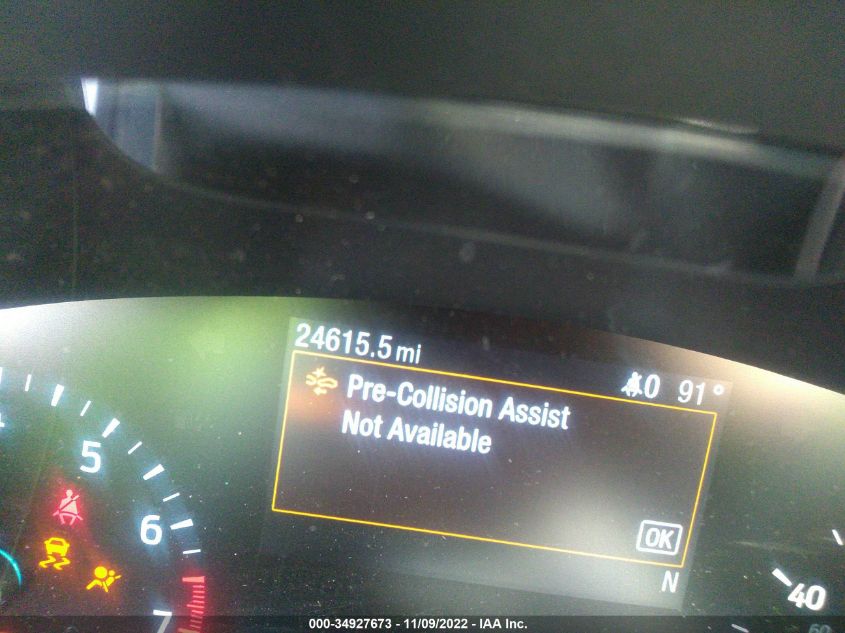 24615.5 mi
0 91°
Pre-Collision Assist
Not Available
OK
N
5
6
7
40
000-34927673 - 11/09/2022 - IAA Inc.